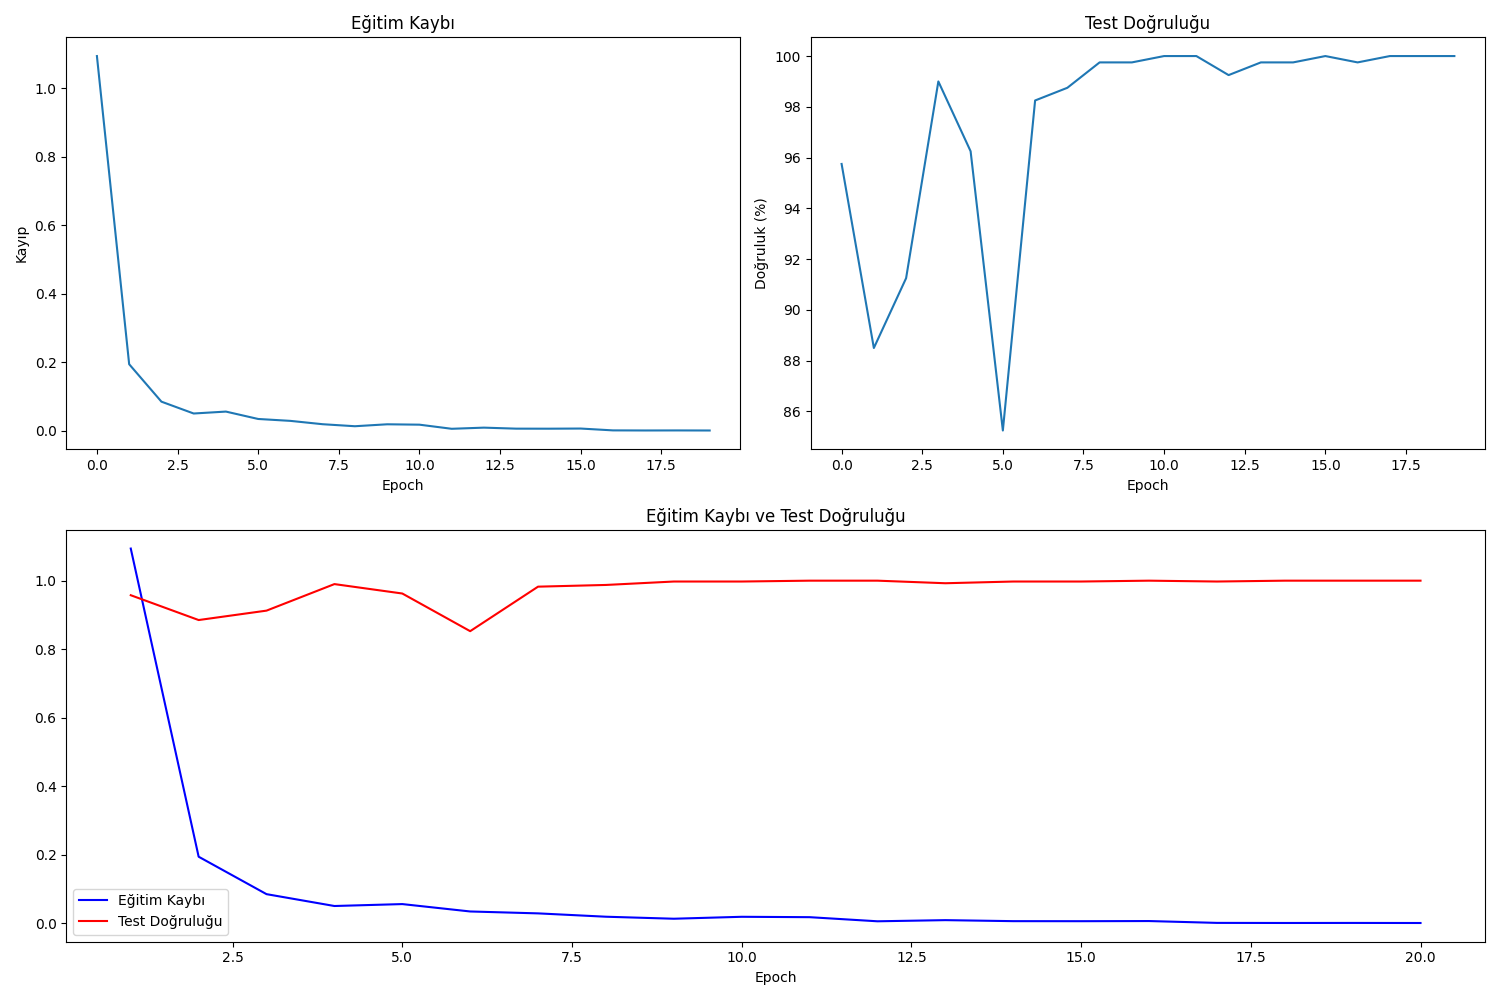 Eğitim Kaybı
Kayıp
1.0
0.8
0.6
0.4
0.2
0.0
0.0 2.5 5.0 7.5 10.0 12.5 15.0 17.5
Epoch
Test Doğruluğu
Doğruluk (%)
100
98
96
94
92
90
88
86
0.0 2.5 5.0 7.5 10.0 12.5 15.0 17.5
Epoch
Eğitim Kaybı ve Test Doğruluğu
1.0
0.8
0.6
0.4
0.2
0.0
Eğitim Kaybı
Test Doğruluğu
2.5 5.0 7.5 10.0 12.5 15.0 17.5 20.0
Epoch